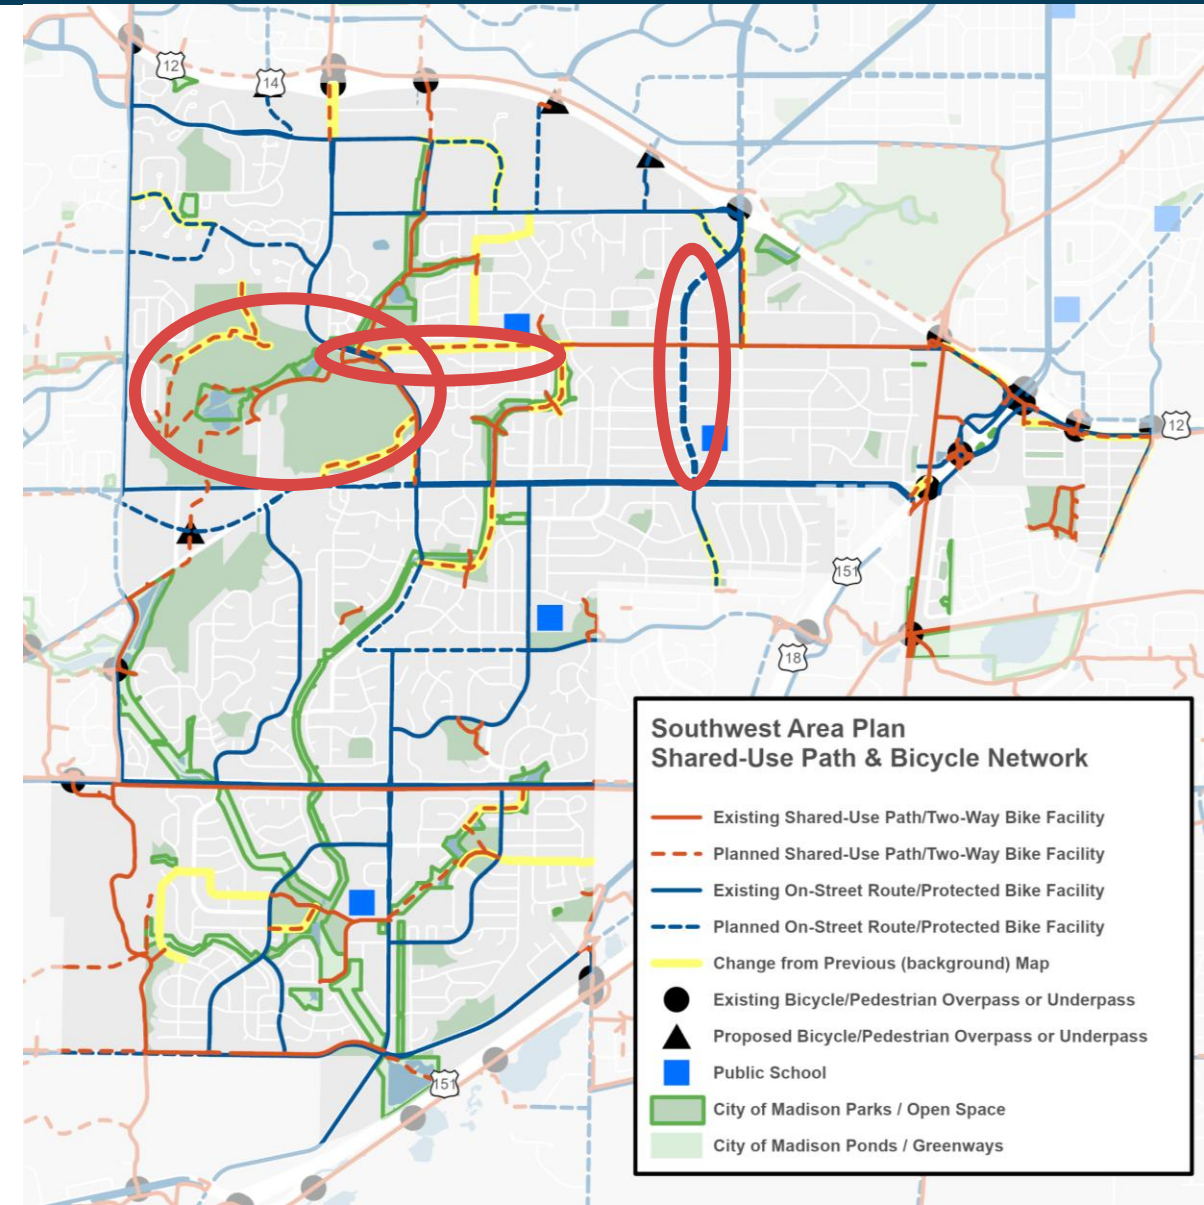 12
14
12
151
18
Southwest Area Plan
Shared-Use Path & Bicycle Network
Existing Shared-Use Path/Two-Way Bike Facility
Planned Shared-Use Path/Two-Way Bike Facility
Existing On-Street Route/Protected Bike Facility
Planned On-Street Route/Protected Bike Facility
Change from Previous (background) Map
Existing Bicycle/Pedestrian Overpass or Underpass
Proposed Bicycle/Pedestrian Overpass or Underpass
Public School
151
City of Madison Parks / Open Space
City of Madison Ponds / Greenways